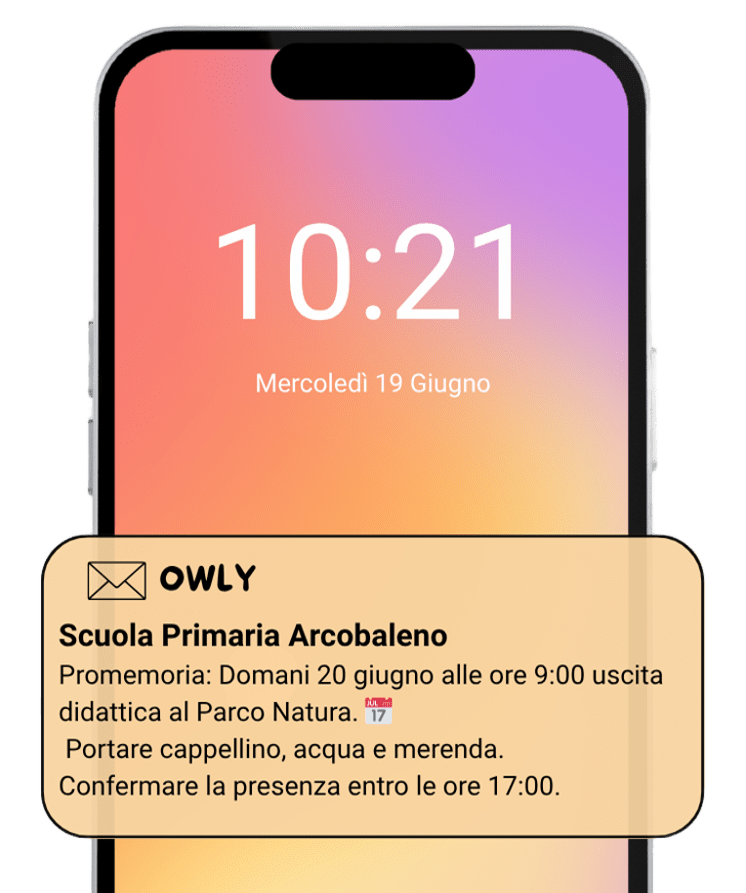 10:21
Mercoledì 19 Giugno
OWLY
Scuola Primaria Arcobaleno
Promemoria: Domani 20 giugno alle ore 9:00 uscita
didattica al Parco Natura. 📅
Portare cappellino, acqua e merenda.
Confermare la presenza entro le ore 17:00.